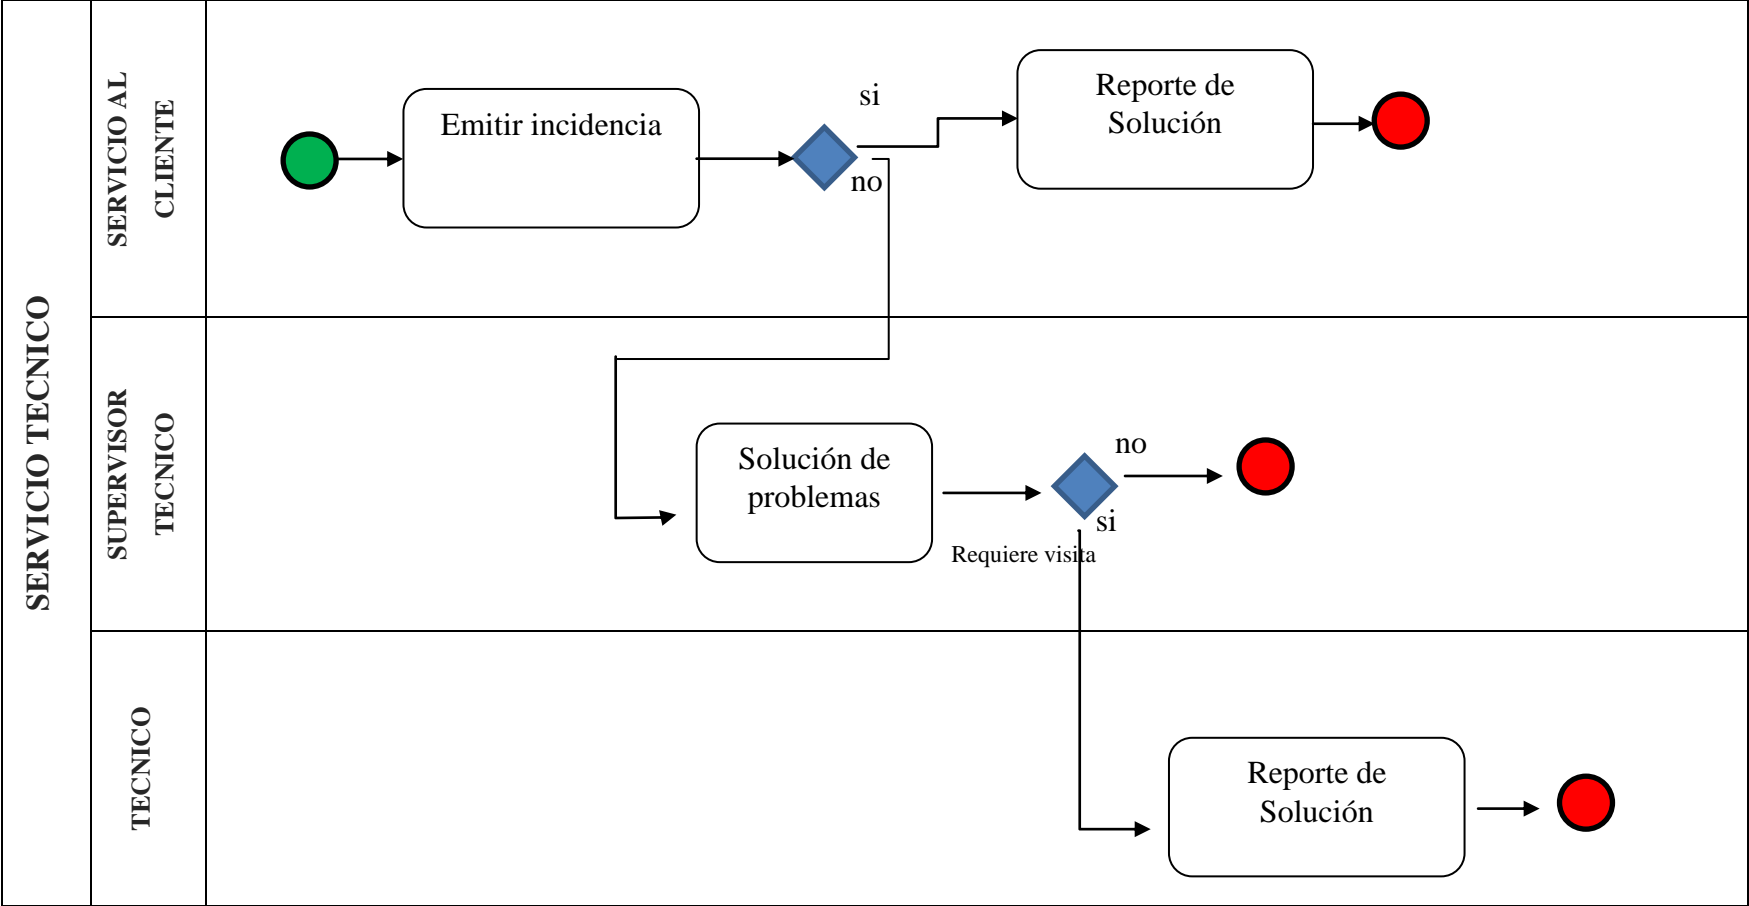 SERVICIO TECNICO
SERVICIO AL
CLIENTE
Emitir incidencia
si
no
Reporte de
Solución
SUPERVISOR
TECNICO
Solución de
problemas
no
si
Requiere visita
TECNICO
Reporte de
Solución